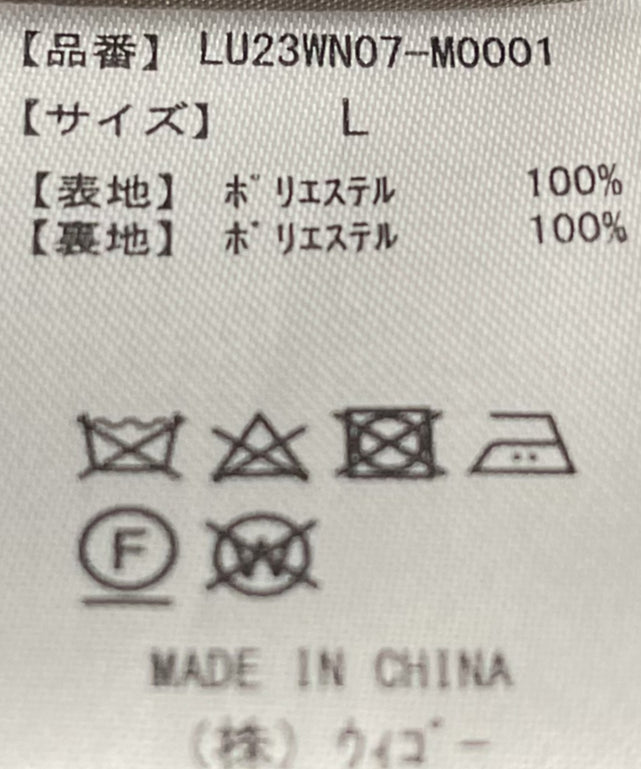 【品番】 LU23WN07-M0001
【サイズ】 L
【表地】 ﾎﾟﾘｴｽﾃﾙ 100%
【裏地】 ﾎﾟﾘｴｽﾃﾙ 100%
F
W
MADE IN CHINA
(株) ｳｨｺﾞｰ